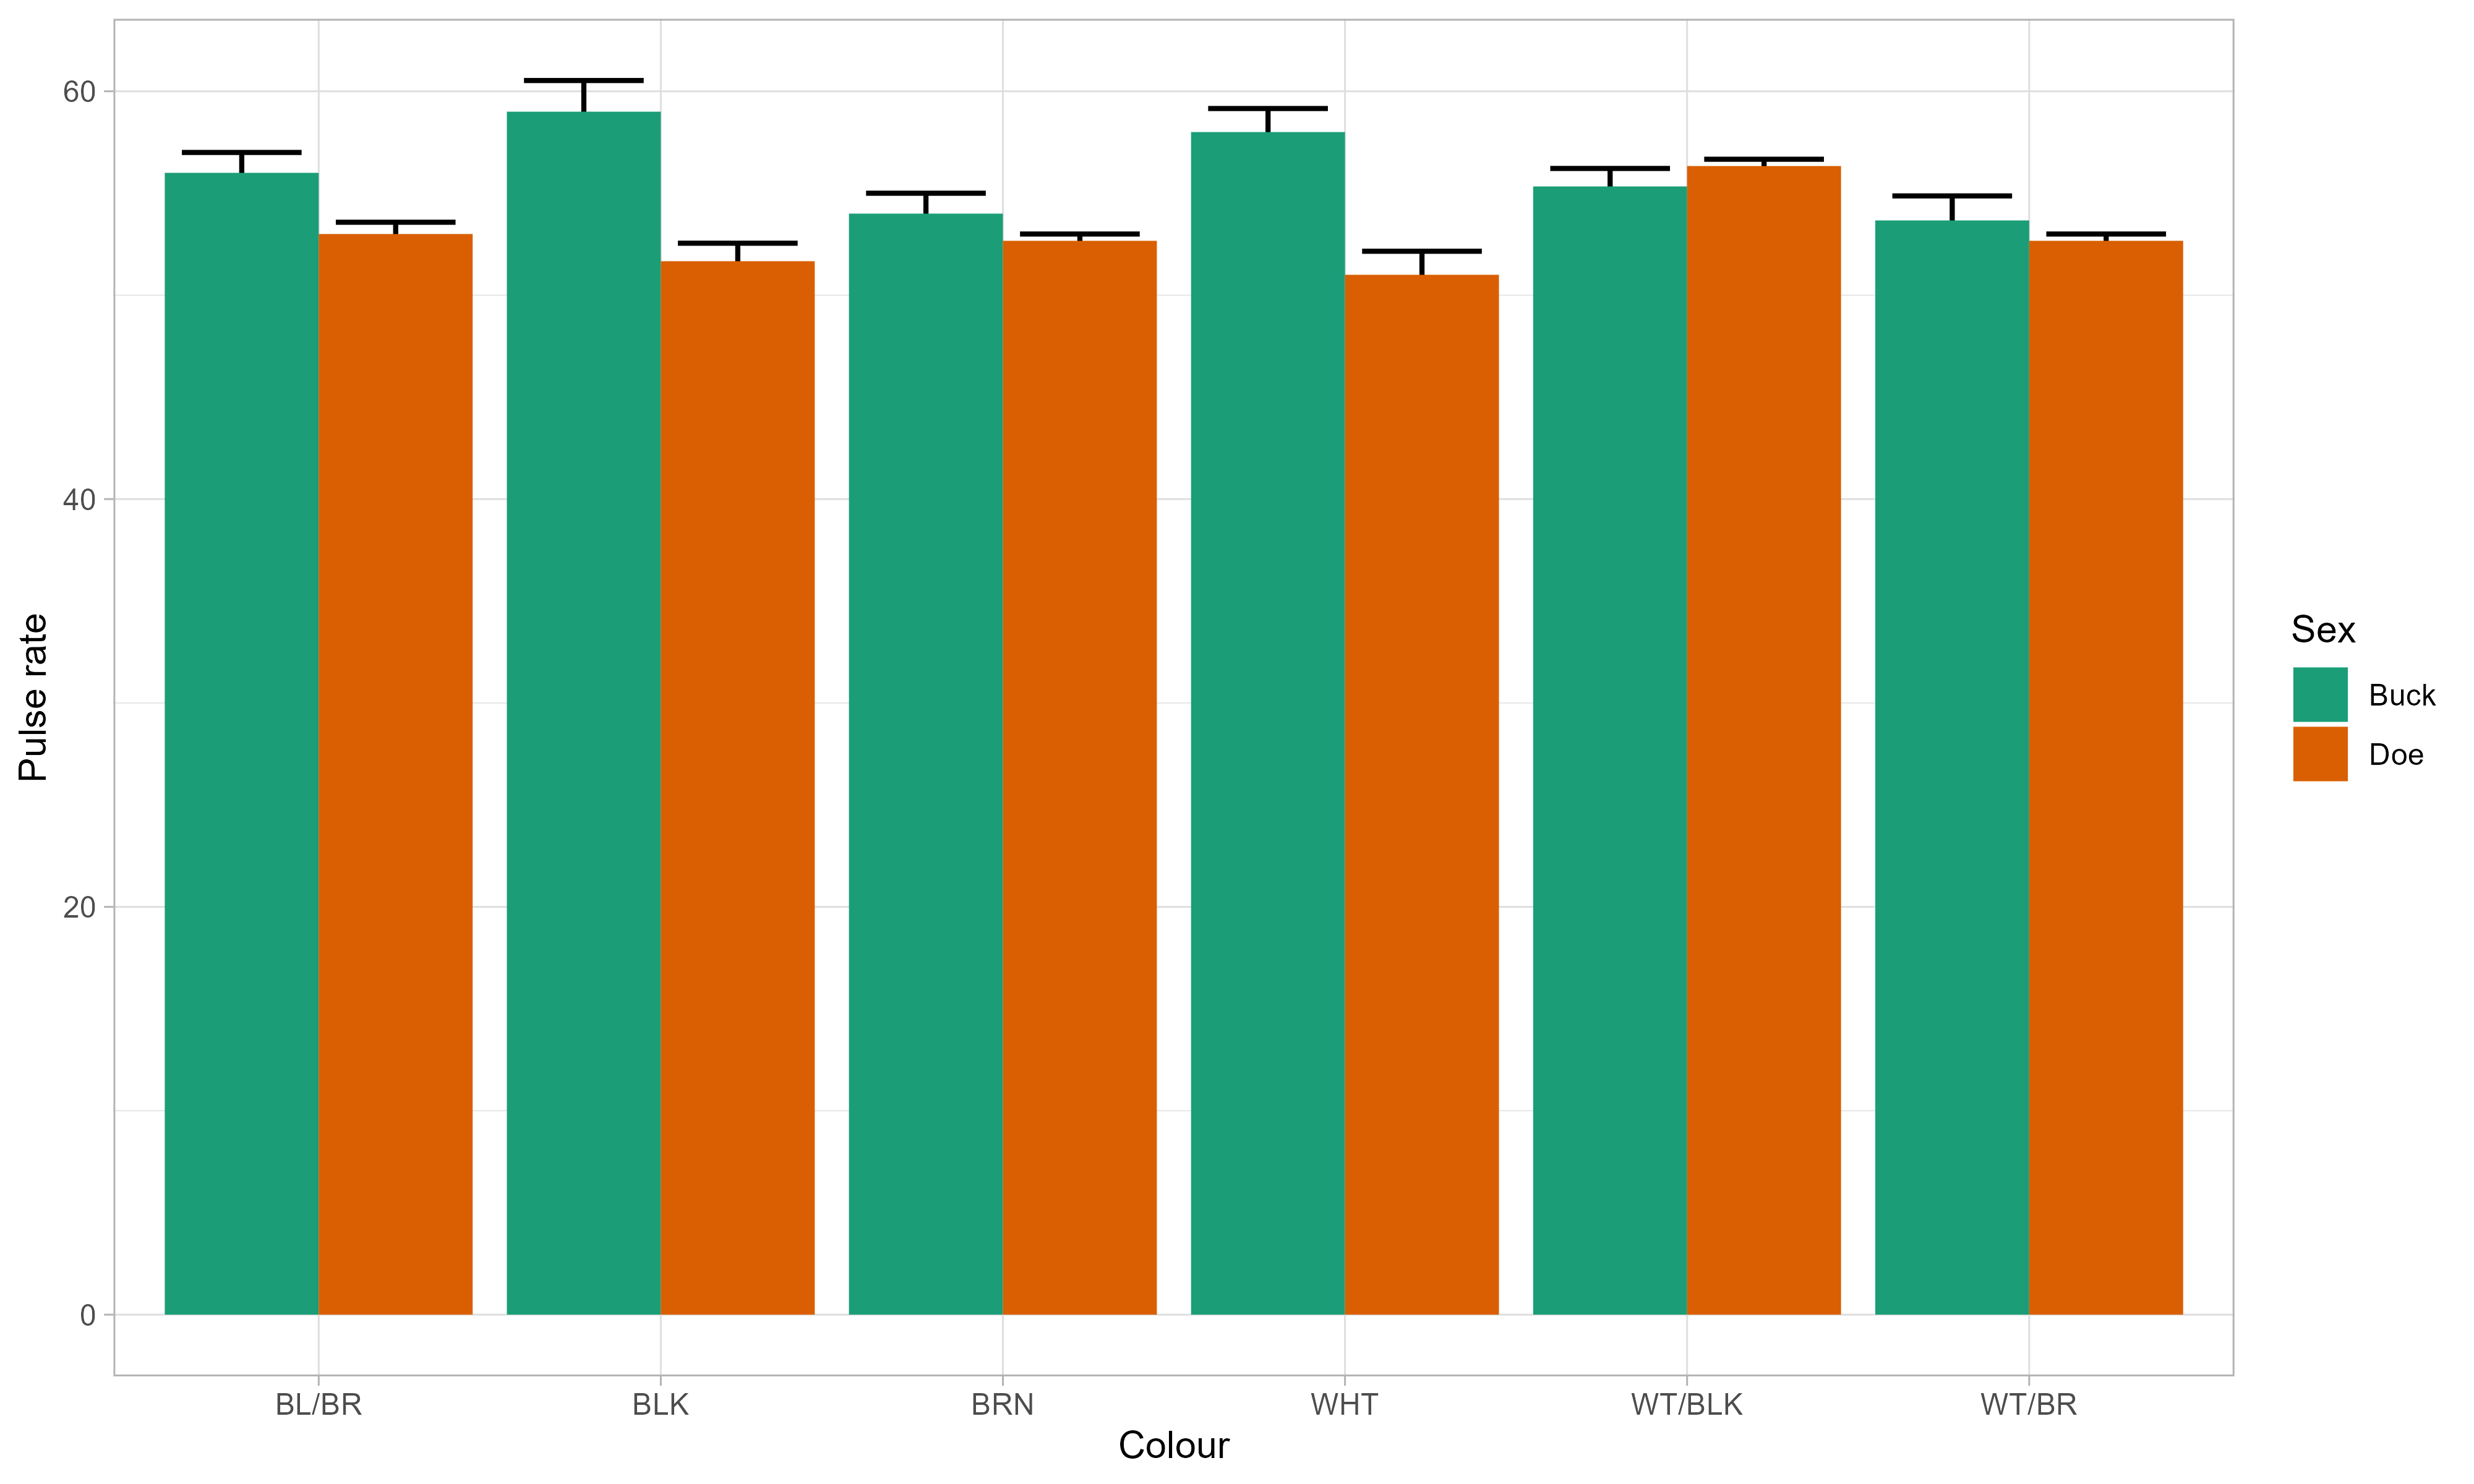 60
40
20
0
Pulse rate
BL/BR
BLK
BRN
WHT
WT/BLK
WT/BR
Colour
Sex
Buck
Doe